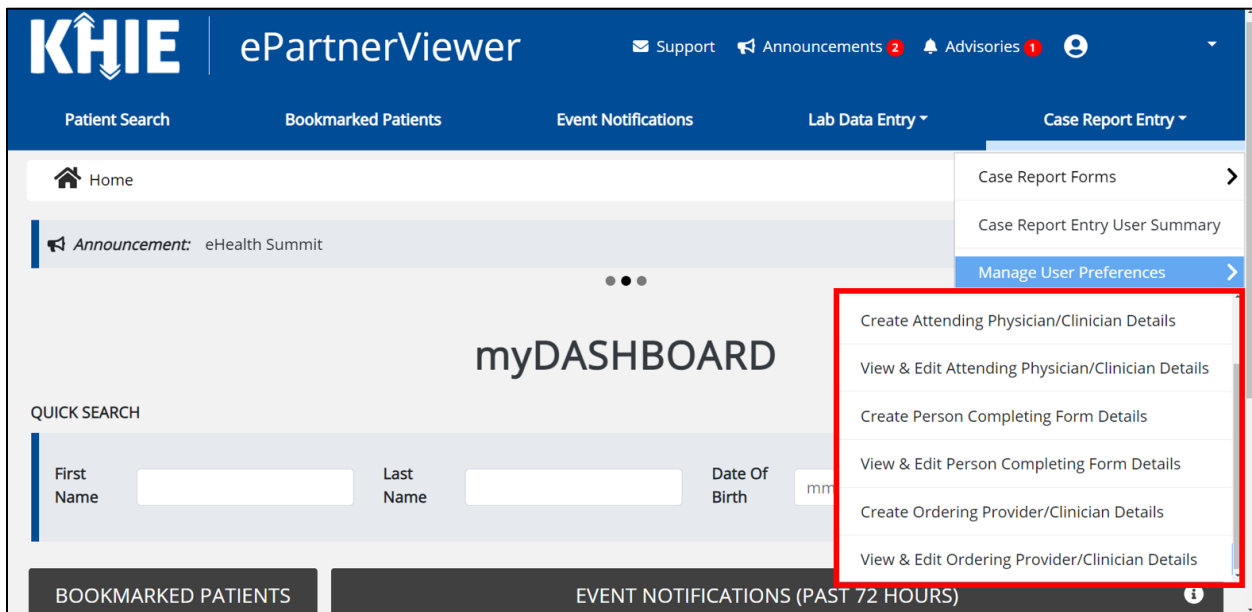 KHIE ePartnerViewer
Support Announcements 2 Advisories 1
Patient Search Bookmarked Patients Event Notifications Lab Data Entry Case Report Entry
Home
Case Report Forms
Case Report Entry User Summary
Manage User Preferences
Announcement: eHealth Summit
Create Attending Physician/Clinician Details
View & Edit Attending Physician/Clinician Details
Create Person Completing Form Details
View & Edit Person Completing Form Details
Create Ordering Provider/Clinician Details
View & Edit Ordering Provider/Clinician Details
myDASHBOARD
QUICK SEARCH
First
Name
Last
Name
Date Of
Birth
mm
BOOKMARKED PATIENTS
EVENT NOTIFICATIONS (PAST 72 HOURS)